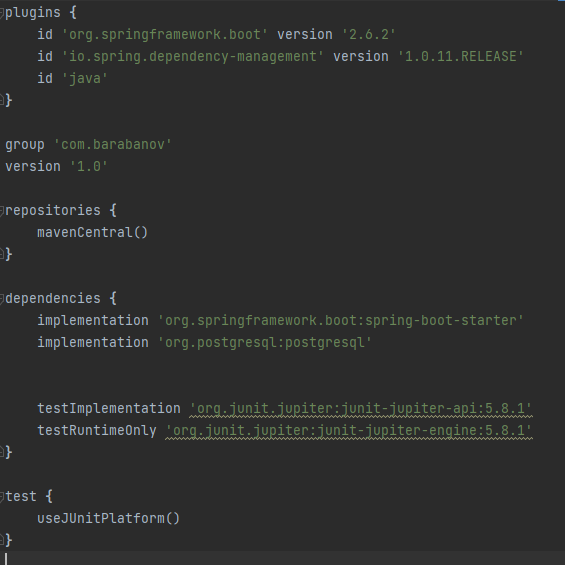 plugins {
    id 'org.springframework.boot' version '2.6.2'
    id 'io.spring.dependency-management' version '1.0.11.RELEASE'
    id 'java'
}
group 'com.barabanov'
version '1.0'
repositories {
    mavenCentral()
}
dependencies {
    implementation 'org.springframework.boot:spring-boot-starter'
    implementation 'org.postgresql:postgresql'
    testImplementation 'org.junit.jupiter:junit-jupiter-api:5.8.1'
    testRuntimeOnly 'org.junit.jupiter:junit-jupiter-engine:5.8.1'
}
test {
    useJUnitPlatform()
}